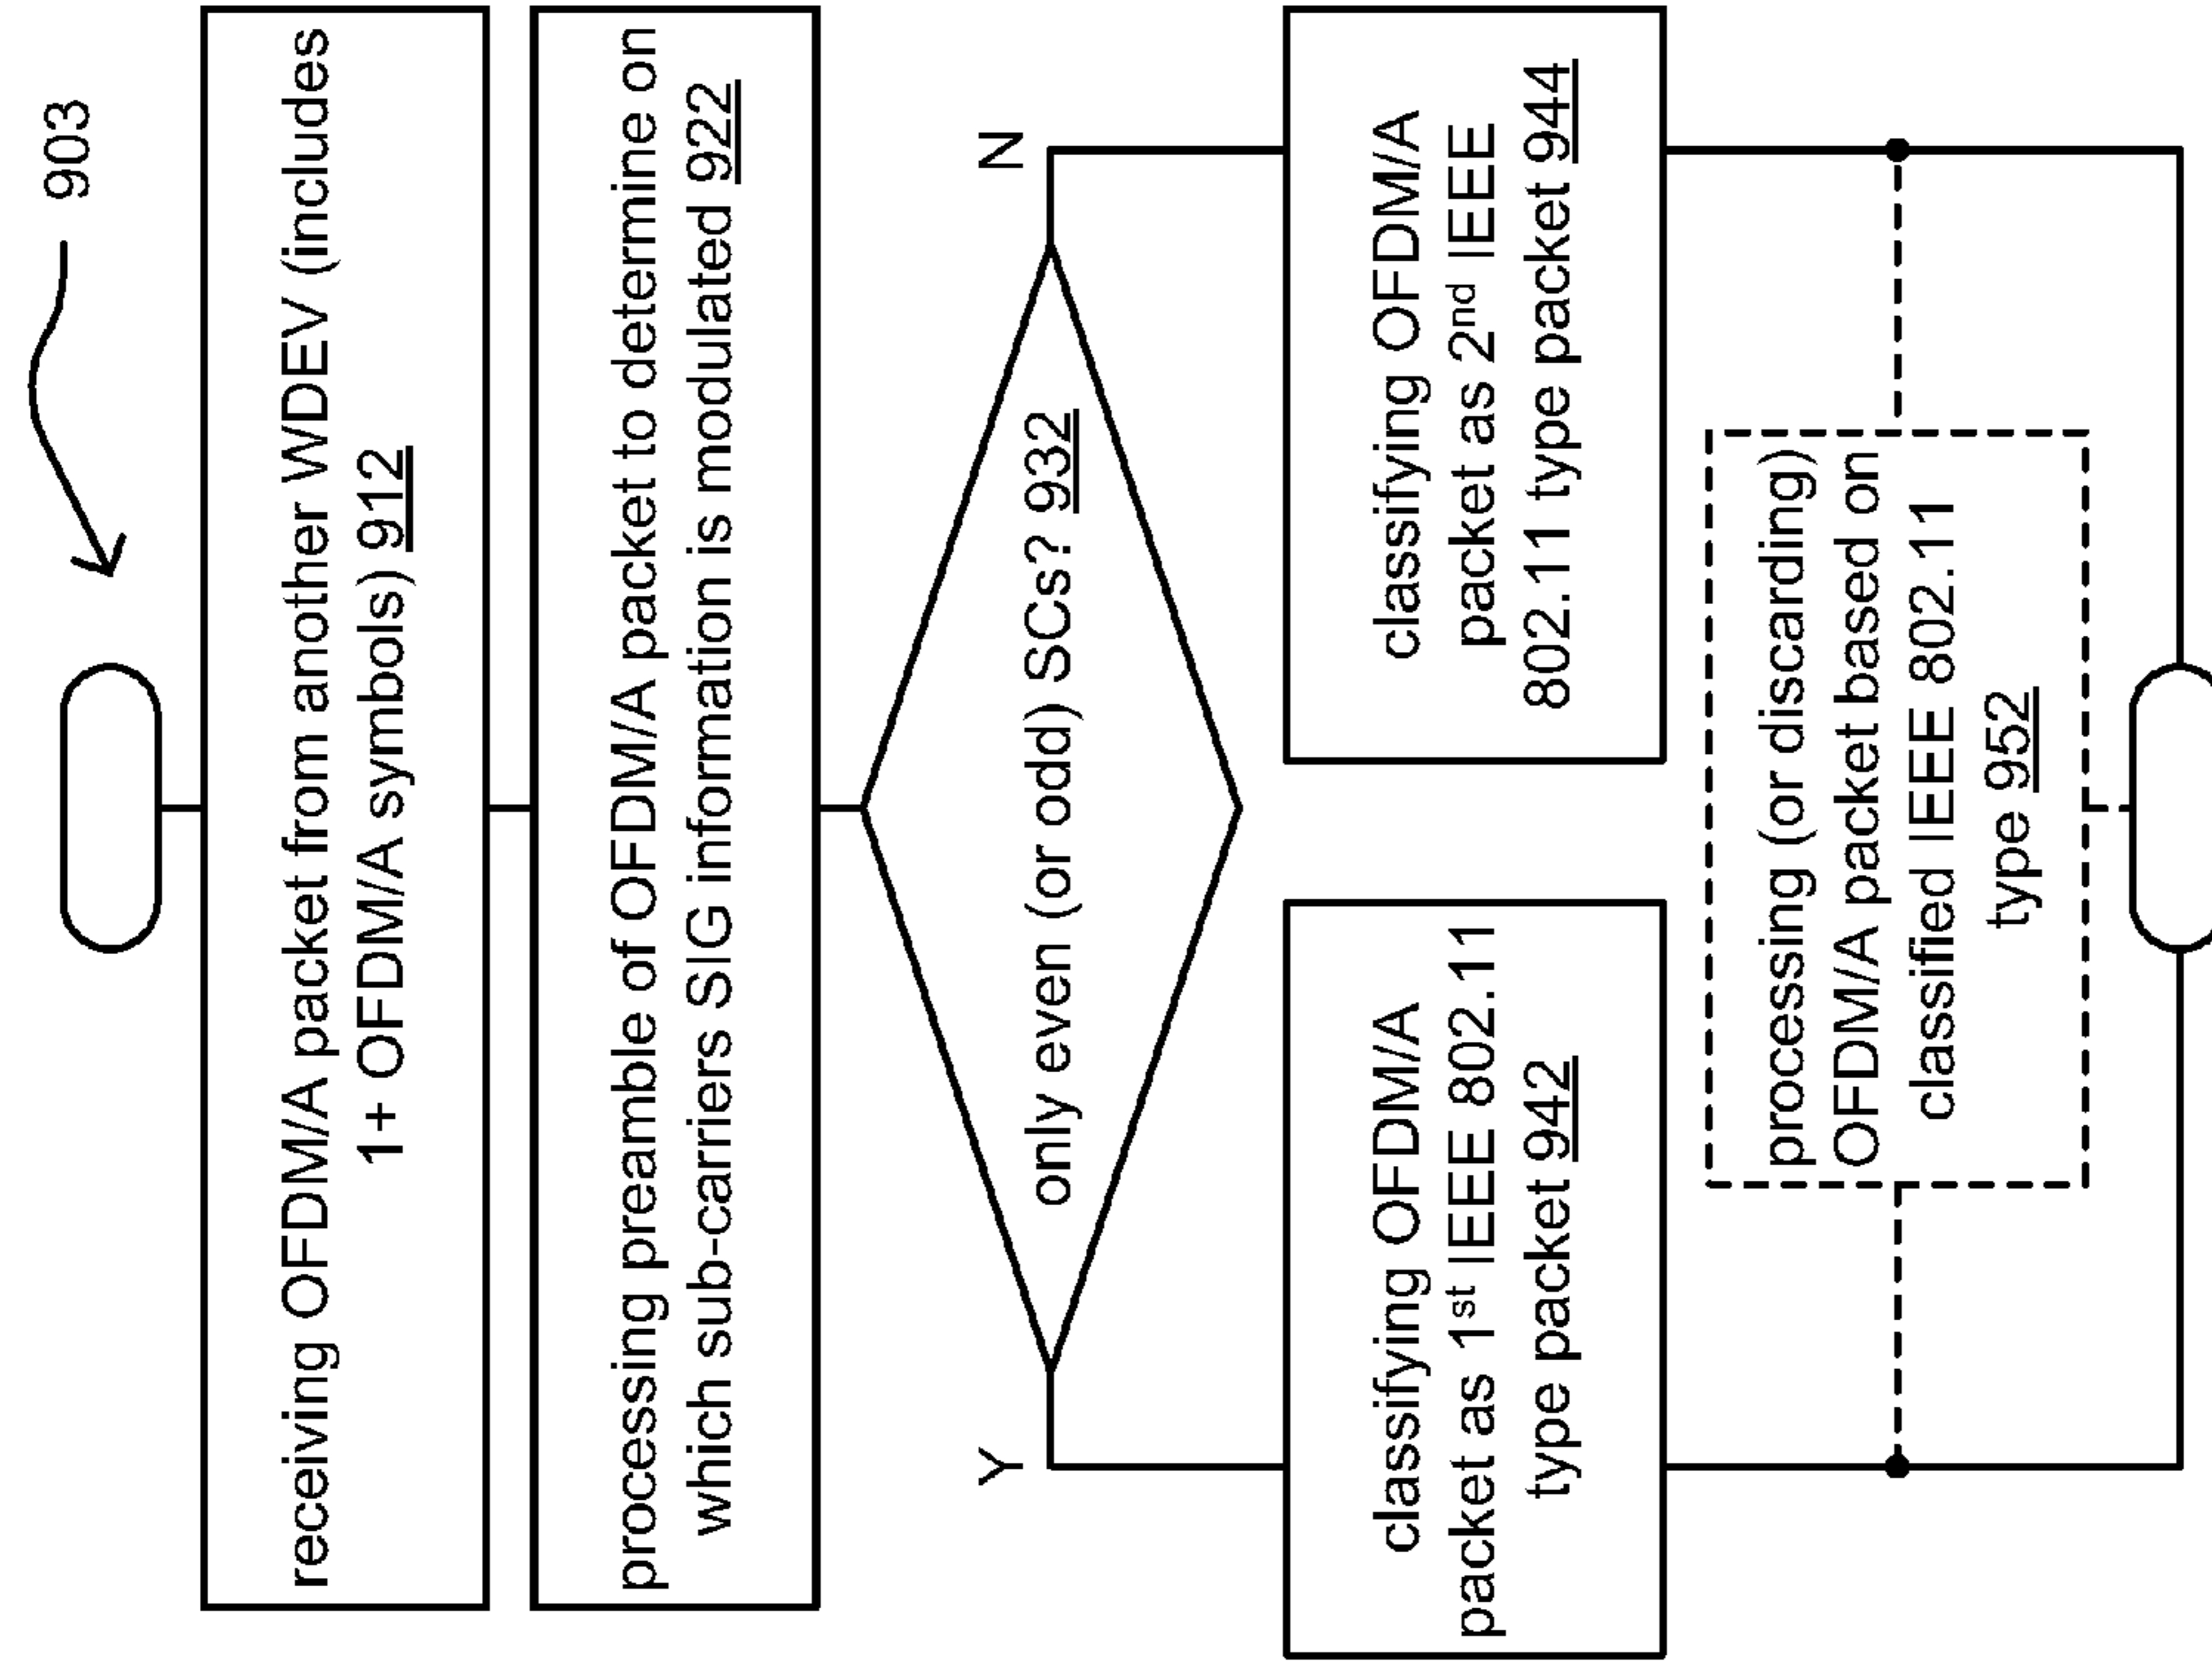 903
receiving OFDM/A packet from another WDEV (includes
1+ OFDM/A symbols) 912
processing preamble of OFDM/A packet to determine on
which sub-carriers SIG information is modulated 922
Y
N
only even (or odd) SCs? 932
classifying OFDM/A
packet as 1st IEEE 802.11
type packet 942
classifying OFDM/A
packet as 2nd IEEE
802.11 type packet 944
processing (or discarding)
OFDM/A packet based on
classified IEEE 802.11
type 952